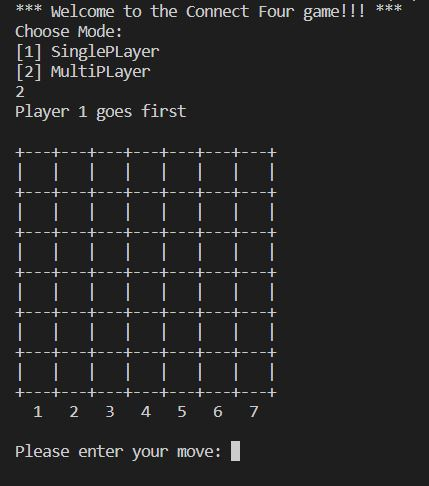 *** Welcome to the Connect Four game!!! ***
Choose Mode:
[1] SinglePLayer
[2] MultiPLayer
2
Player 1 goes first
+---+---+---+---+---+---+---+
|   |   |   |   |   |   |   |
+---+---+---+---+---+---+---+
|   |   |   |   |   |   |   |
+---+---+---+---+---+---+---+
|   |   |   |   |   |   |   |
+---+---+---+---+---+---+---+
|   |   |   |   |   |   |   |
+---+---+---+---+---+---+---+
|   |   |   |   |   |   |   |
+---+---+---+---+---+---+---+
|   |   |   |   |   |   |   |
+---+---+---+---+---+---+---+
  1   2   3   4   5   6   7
Please enter your move: